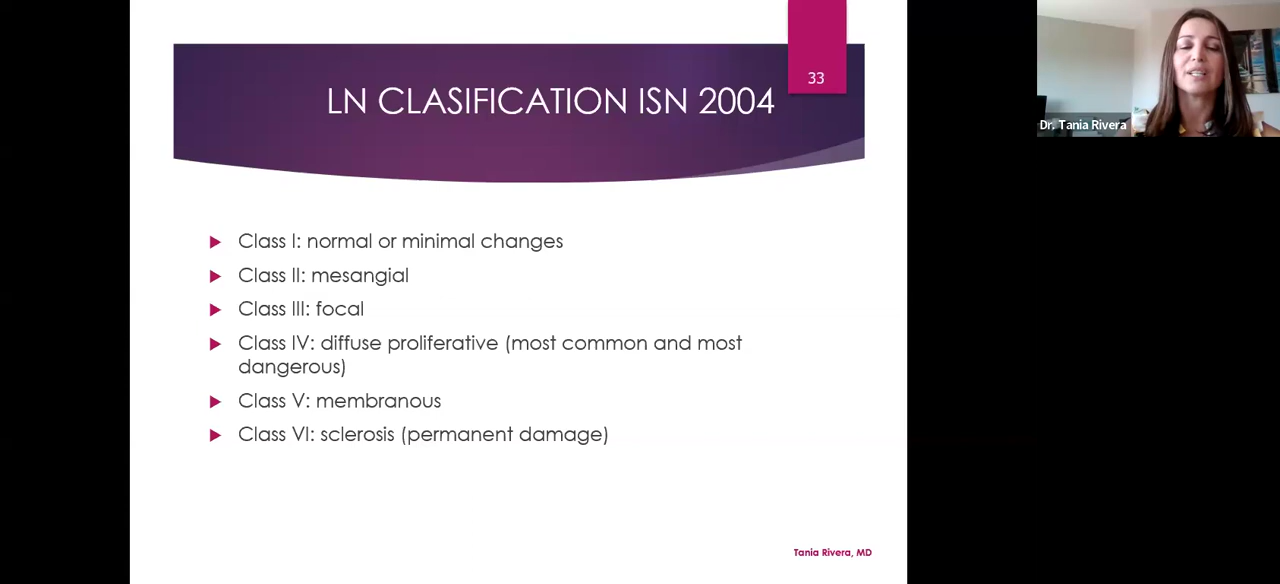 33
LN CLASIFICATION ISN 2004
Dr. Tania Rivera
Class I: normal or minimal changes
Class II: mesangial
Class III: focal
Class IV: diffuse proliferative (most common and most
dangerous)
Class V: membranous
Class VI: sclerosis (permanent damage)
Tania Rivera, MD